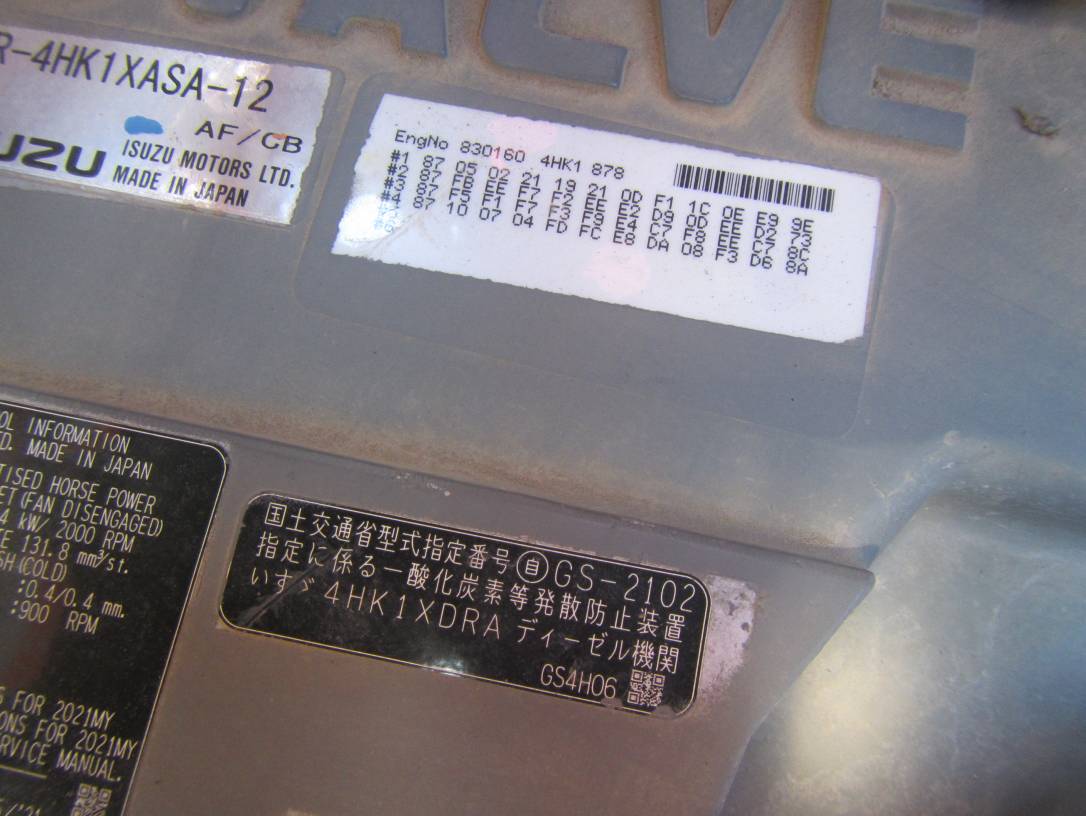 VALVE
R-4HK1XASA-12
AF/CB
UZU ISUZU MOTORS LTD.
MADE IN JAPAN
EngNo 830160 4HK1 878
#1 87 05 02 21 19 21 0D F1 1C 0E E9 9E
#2 87 FB EE F7 F2 EE E2 D9 0D EE D2 73
#3 87 F5 F1 F7 F3 F9 E4 C7 F8 EE C7 8C
#4 87 10 07 04 FD FC E8 DA 08 F3 D6 8A
OL INFORMATION
TD. MADE IN JAPAN
TISED HORSE POWER
ET(FAN DISENGAGED)
4 kW/ 2000 RPM
TE 131.8 mm³/st.
SH(COLD)
:0.4/0.4 mm.
:900 RPM
S FOR 2021MY
ONS FOR 2021MY
RVICE MANUAL.
国土交通省型式指定番号自GS-2102
指定に係る一酸化炭素等発散防止装置
いすゞ 4HK1XDRA ディーゼル機関
GS4H06